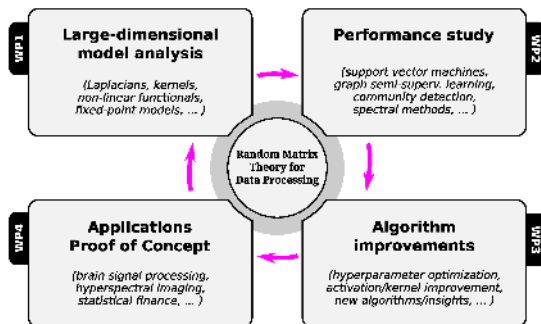 WP1
Large-dimensional
model analysis
(Laplacians, kernels,
non-linear functionals,
fixed-point models, ... )
WP2
Performance study
(support vector machines,
graph semi-superv. learning,
community detection,
spectral methods, ... )
Random Matrix
Theory for
Data Processing
WP4
Applications
Proof of Concept
(brain signal processing,
hyperspectral imaging,
statistical finance, ... )
WP3
Algorithm
improvements
(hyperparameter optimization,
activation/kernel improvement,
new algorithms/insights, ... )